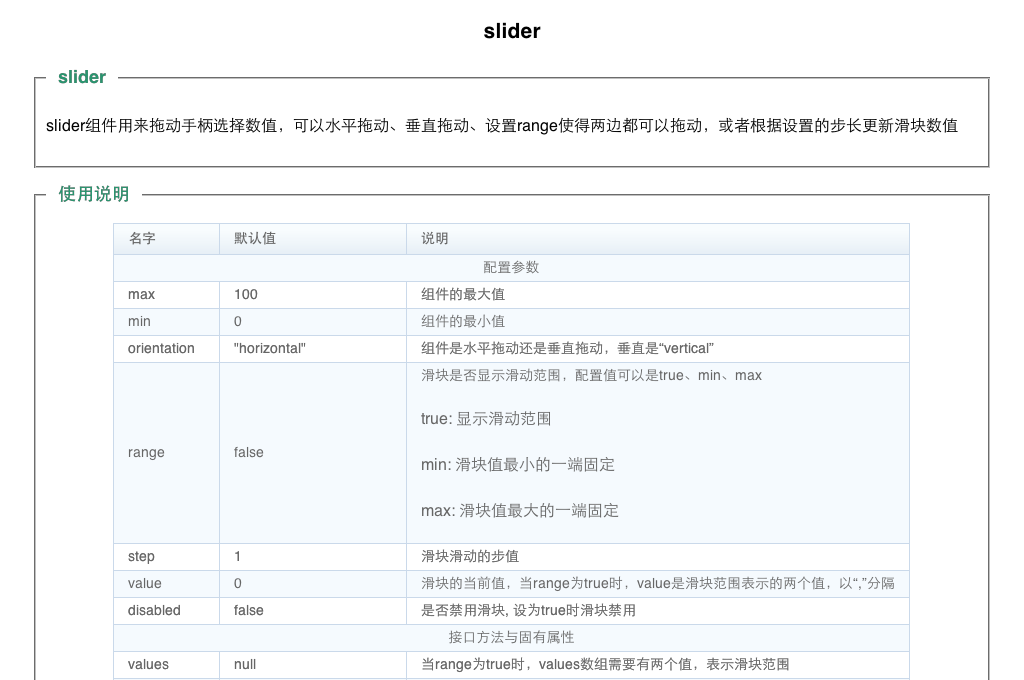 slider
slider
slider组件用来拖动手柄选择数值，可以水平拖动、垂直拖动、设置range使得两边都可以拖动，或者根据设置的步长更新滑块数值
使用说明
名字 默认值 说明
配置参数
max 100 组件的最大值
min 0 组件的最小值
orientation "horizontal" 组件是水平拖动还是垂直拖动，垂直是“vertical”
滑块是否显示滑动范围，配置值可以是true、min、max
true: 显示滑动范围
range false
min: 滑块值最小的一端固定
max: 滑块值最大的一端固定
step 1 滑块滑动的步值
value 0 滑块的当前值，当range为true时，value是滑块范围表示的两个值，以“,”分隔
disabled false 是否禁用滑块, 设为true时滑块禁用
接口方法与固有属性
values null 当range为true时，values数组需要有两个值，表示滑块范围